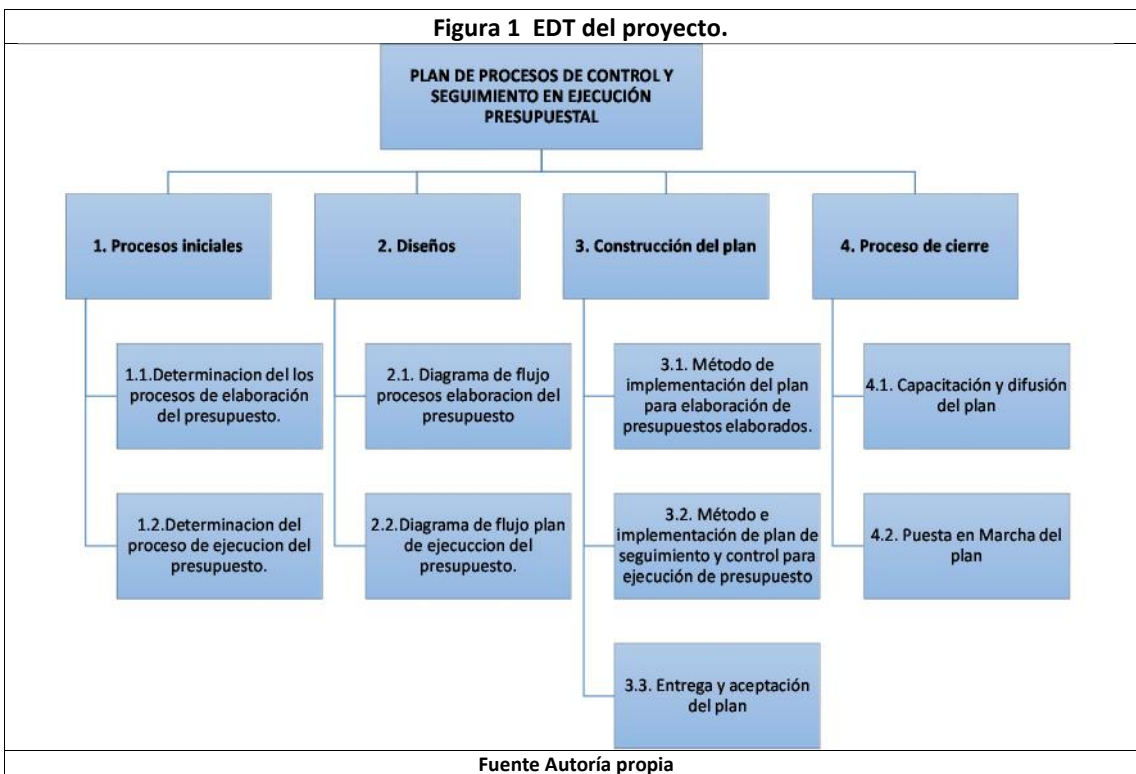 Figura 1 EDT del proyecto.
PLAN DE PROCESOS DE CONTROL Y
SEGUIMIENTO EN EJECUCIÓN
PRESUPUESTAL
1. Procesos iniciales
2. Diseños
3. Construcción del plan
4. Proceso de cierre
1.1.Determinacion del los
procesos de elaboración
del presupuesto.
1.2.Determinacion del
proceso de ejecucion del
presupuesto.
2.1. Diagrama de flujo
procesos elaboracion del
presupuesto
2.2.Diagrama de flujo plan
de ejecuccion del
presupuesto.
3.1. Método de
implementación del plan
para elaboración de
presupuestos elaborados.
3.2. Método e
implementación de plan de
seguimiento y control para
ejecución de presupuesto
3.3. Entrega y aceptación
del plan
4.1. Capacitación y difusión
del plan
4.2. Puesta en Marcha del
plan
Fuente Autoría propia